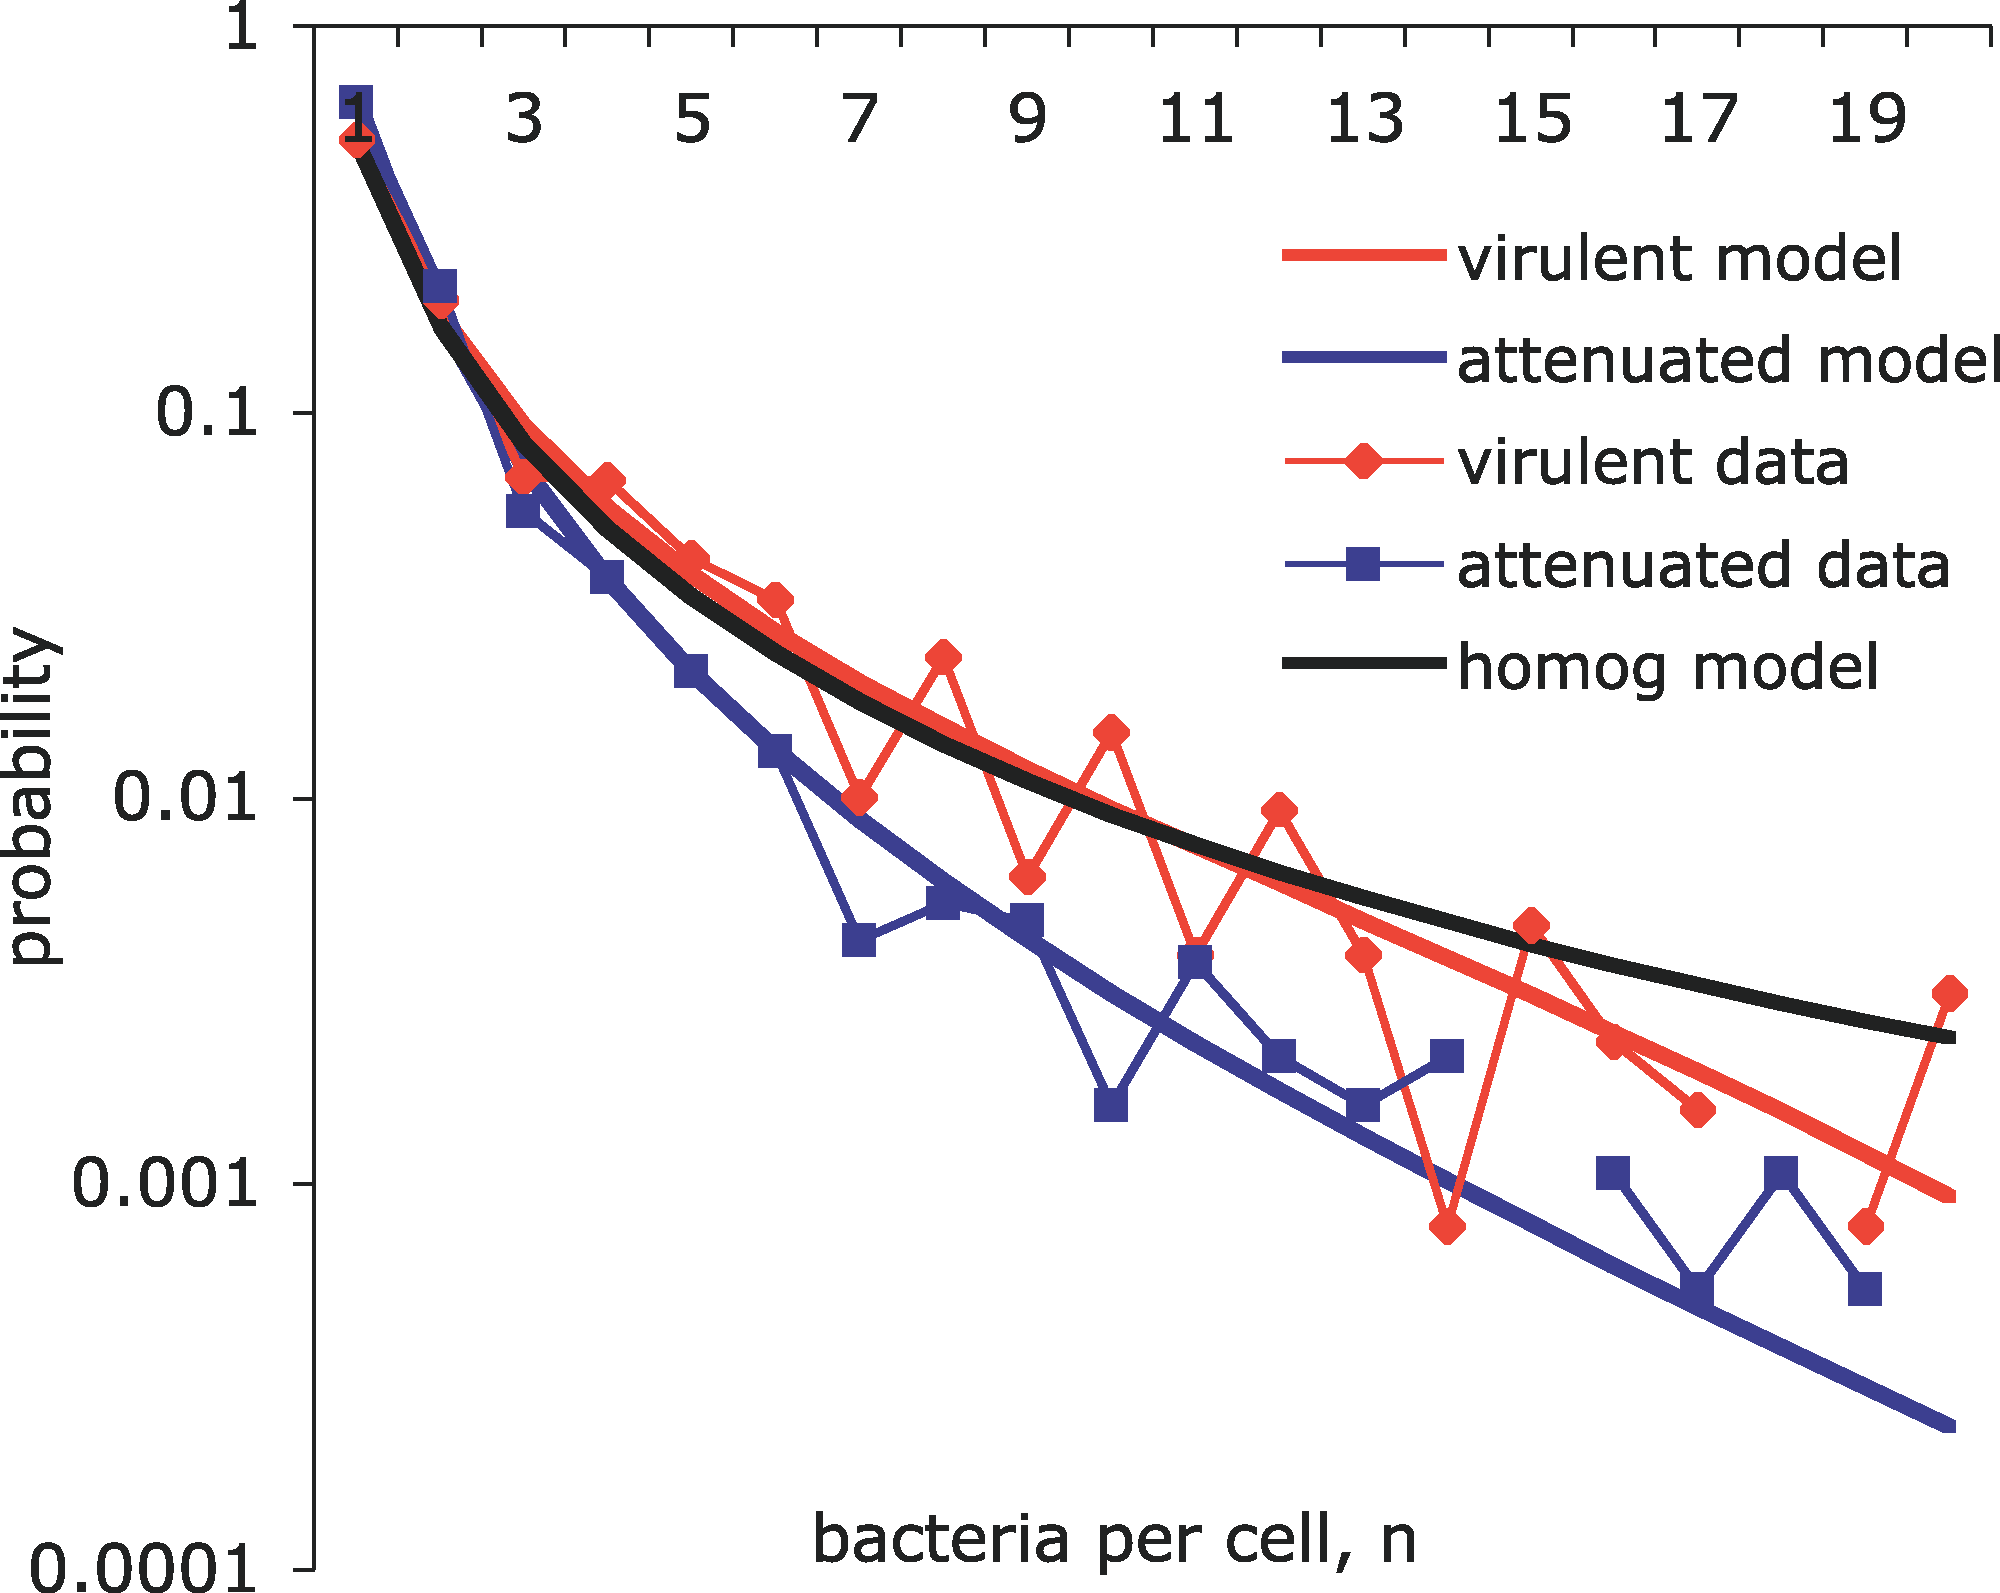 1
1 3 5 7 9 11 13 15 17 19
virulent model
attenuated model
0.1
virulent data
attenuated data
homog model
probability
0.01
0.001
bacteria per cell, n
0.0001